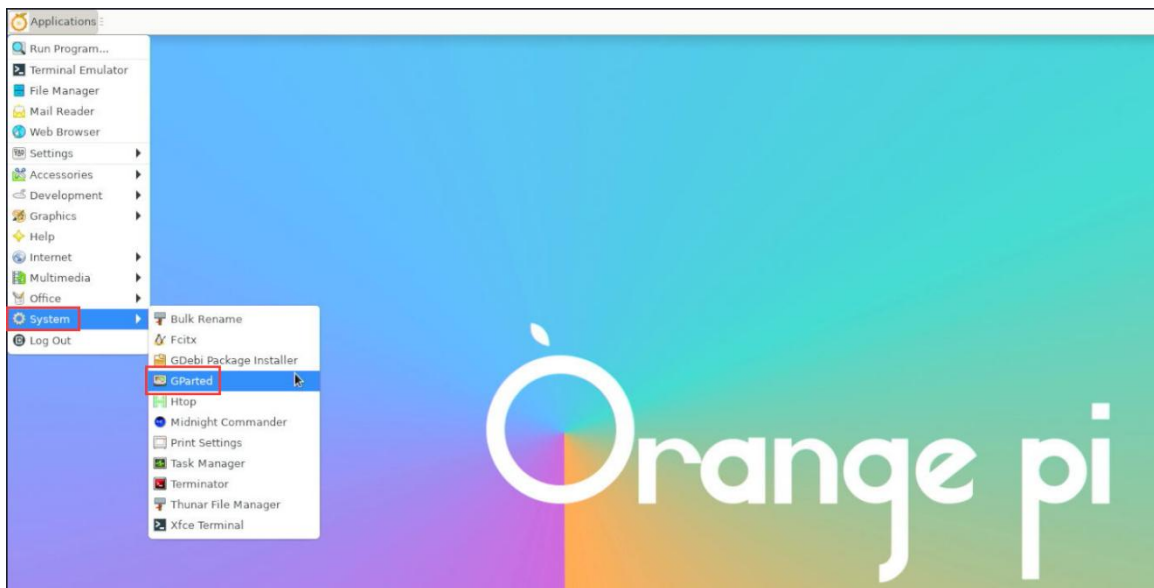 Applications
Run Program...
Terminal Emulator
File Manager
Mail Reader
Web Browser
Settings
Accessories
Development
Graphics
Help
Internet
Multimedia
Office
System
Log Out
Bulk Rename
Fcitx
GDebi Package Installer
GParted
Htop
Midnight Commander
Print Settings
Task Manager
Terminator
Thunar File Manager
Xfce Terminal
Orange pi